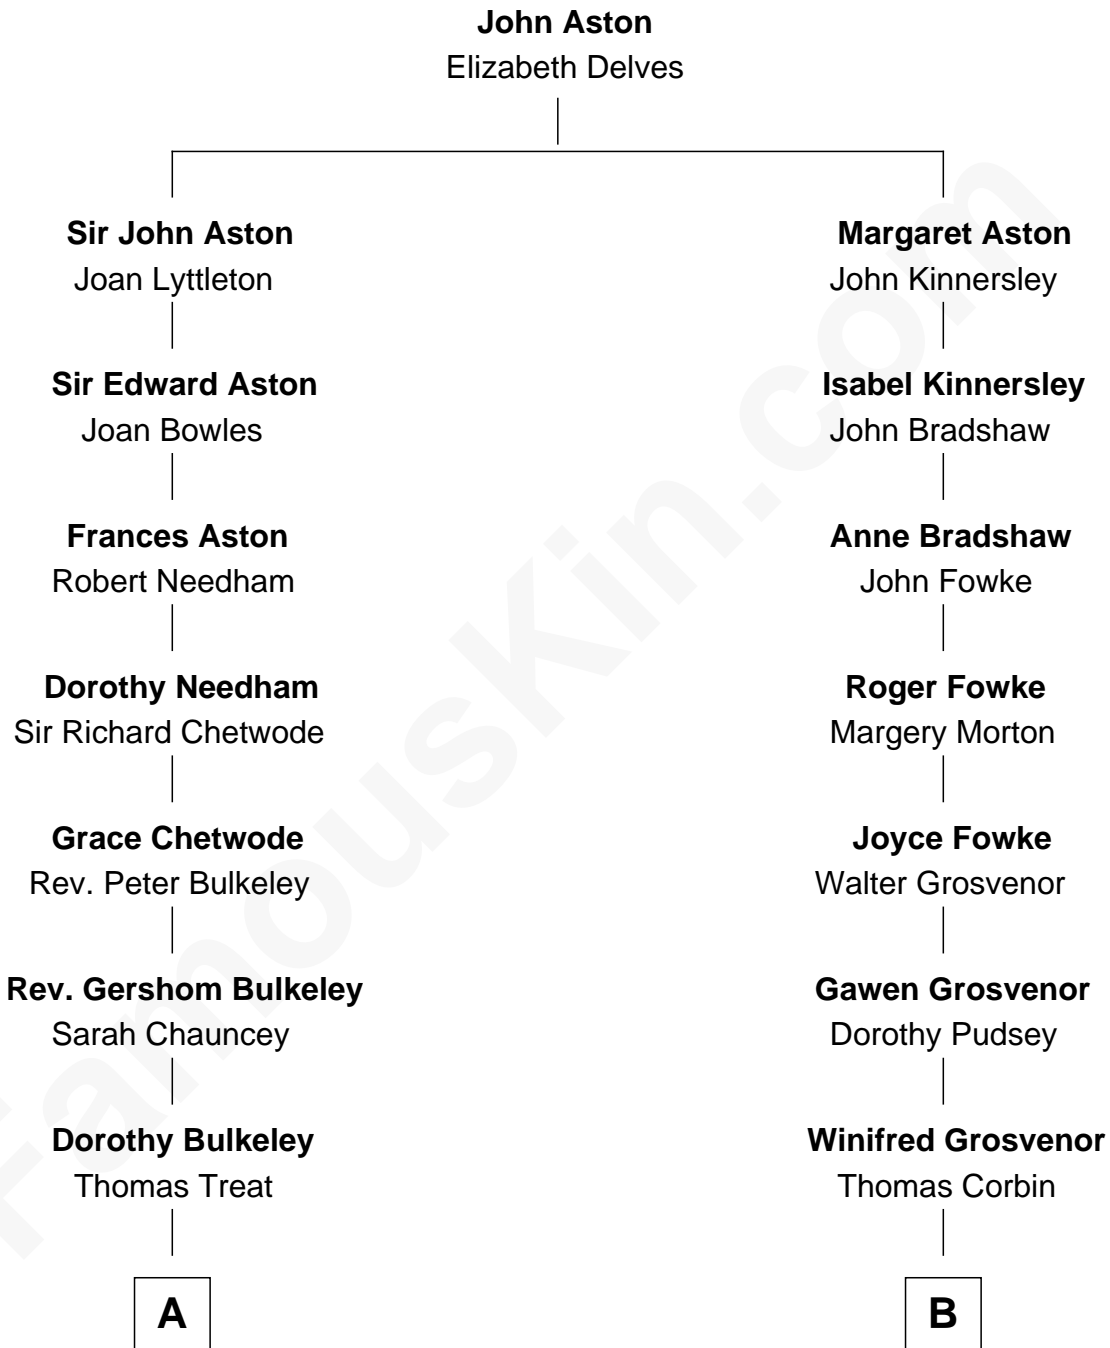 John Aston
Elizabeth Delves
Sir John Aston
Joan Lyttleton
Margaret Aston
John Kinnersley
Sir Edward Aston
Joan Bowles
Isabel Kinnersley
John Bradshaw
Frances Aston
Robert Needham
Anne Bradshaw
John Fowke
Dorothy Needham
Sir Richard Chetwode
Roger Fowke
Margery Morton
Grace Chetwode
Rev. Peter Bulkeley
Joyce Fowke
Walter Grosvenor
Rev. Gershom Bulkeley
Sarah Chauncey
Gawen Grosvenor
Dorothy Pudsey
Dorothy Bulkeley
Thomas Treat
Winifred Grosvenor
Thomas Corbin
A
B
FamousKin.com